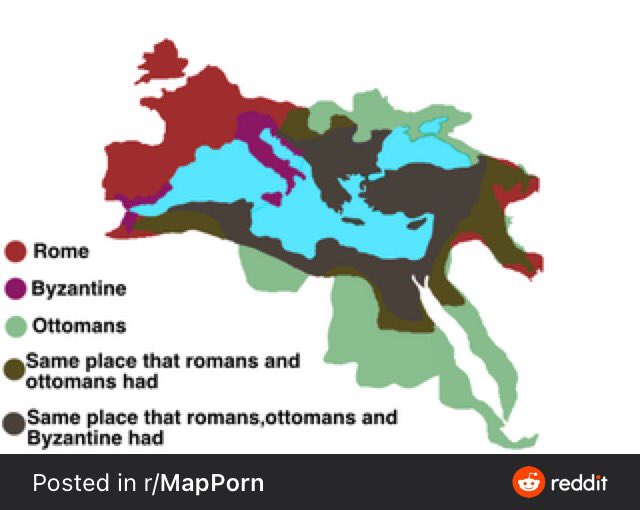 Rome
Byzantine
Ottomans
Same place that romans and
ottomans had
Same place that romans,ottomans and
Byzantine had
Posted in r/MapPorn
reddit